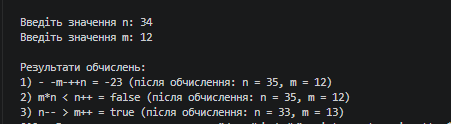 Введіть значення n: 34
Введіть значення m: 12
Результати обчислень:
1) - -m-++n = -23 (після обчислення: n = 35, m = 12)
2) m*n < n++ = false (після обчислення: n = 35, m = 12)
3) n-- > m++ = true (після обчислення: n = 33, m = 13)